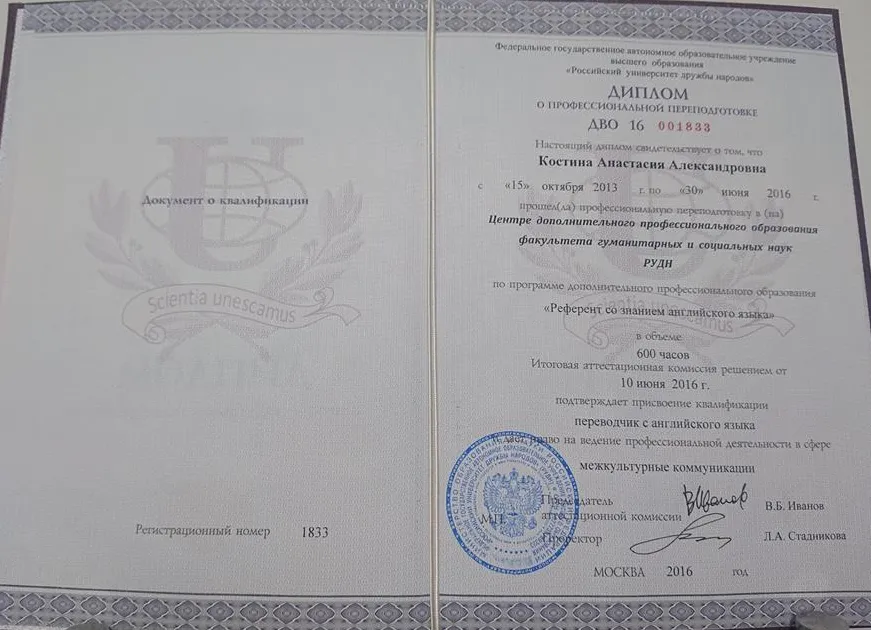 Документ о квалификации
Scientia unescamus
Регистрационный номер 1833
Федеральное государственное автономное образовательное учреждение
высшего образования
«Российский университет дружбы народов»
ДИПЛОМ
О ПРОФЕССИОНАЛЬНОЙ ПЕРЕПОДГОТОВКЕ
ДВО 16 001833
Настоящий диплом свидетельствует о том, что
Костина Анастасия Александровна
с «15» октября 2013 г. по «30» июня 2016 г.
прошел(ла) профессиональную переподготовку в (на)
Центре дополнительного профессионального образования
факультета гуманитарных и социальных наук
РУДН
по программе дополнительного профессионального образования
«Референт со знанием английского языка»
Scientia unescamus
в объеме
600 часов
Итоговая аттестационная комиссия решением от
10 июня 2016 г.
подтверждает присвоение квалификации
переводчик с английского языка
и дает право на ведение профессиональной деятельности в сфере
межкультурные коммуникации
Председатель
аттестационной комиссии В.Б. Иванов
М.П.
Проректор Л.А. Стадникова
МОСКВА 2016 год